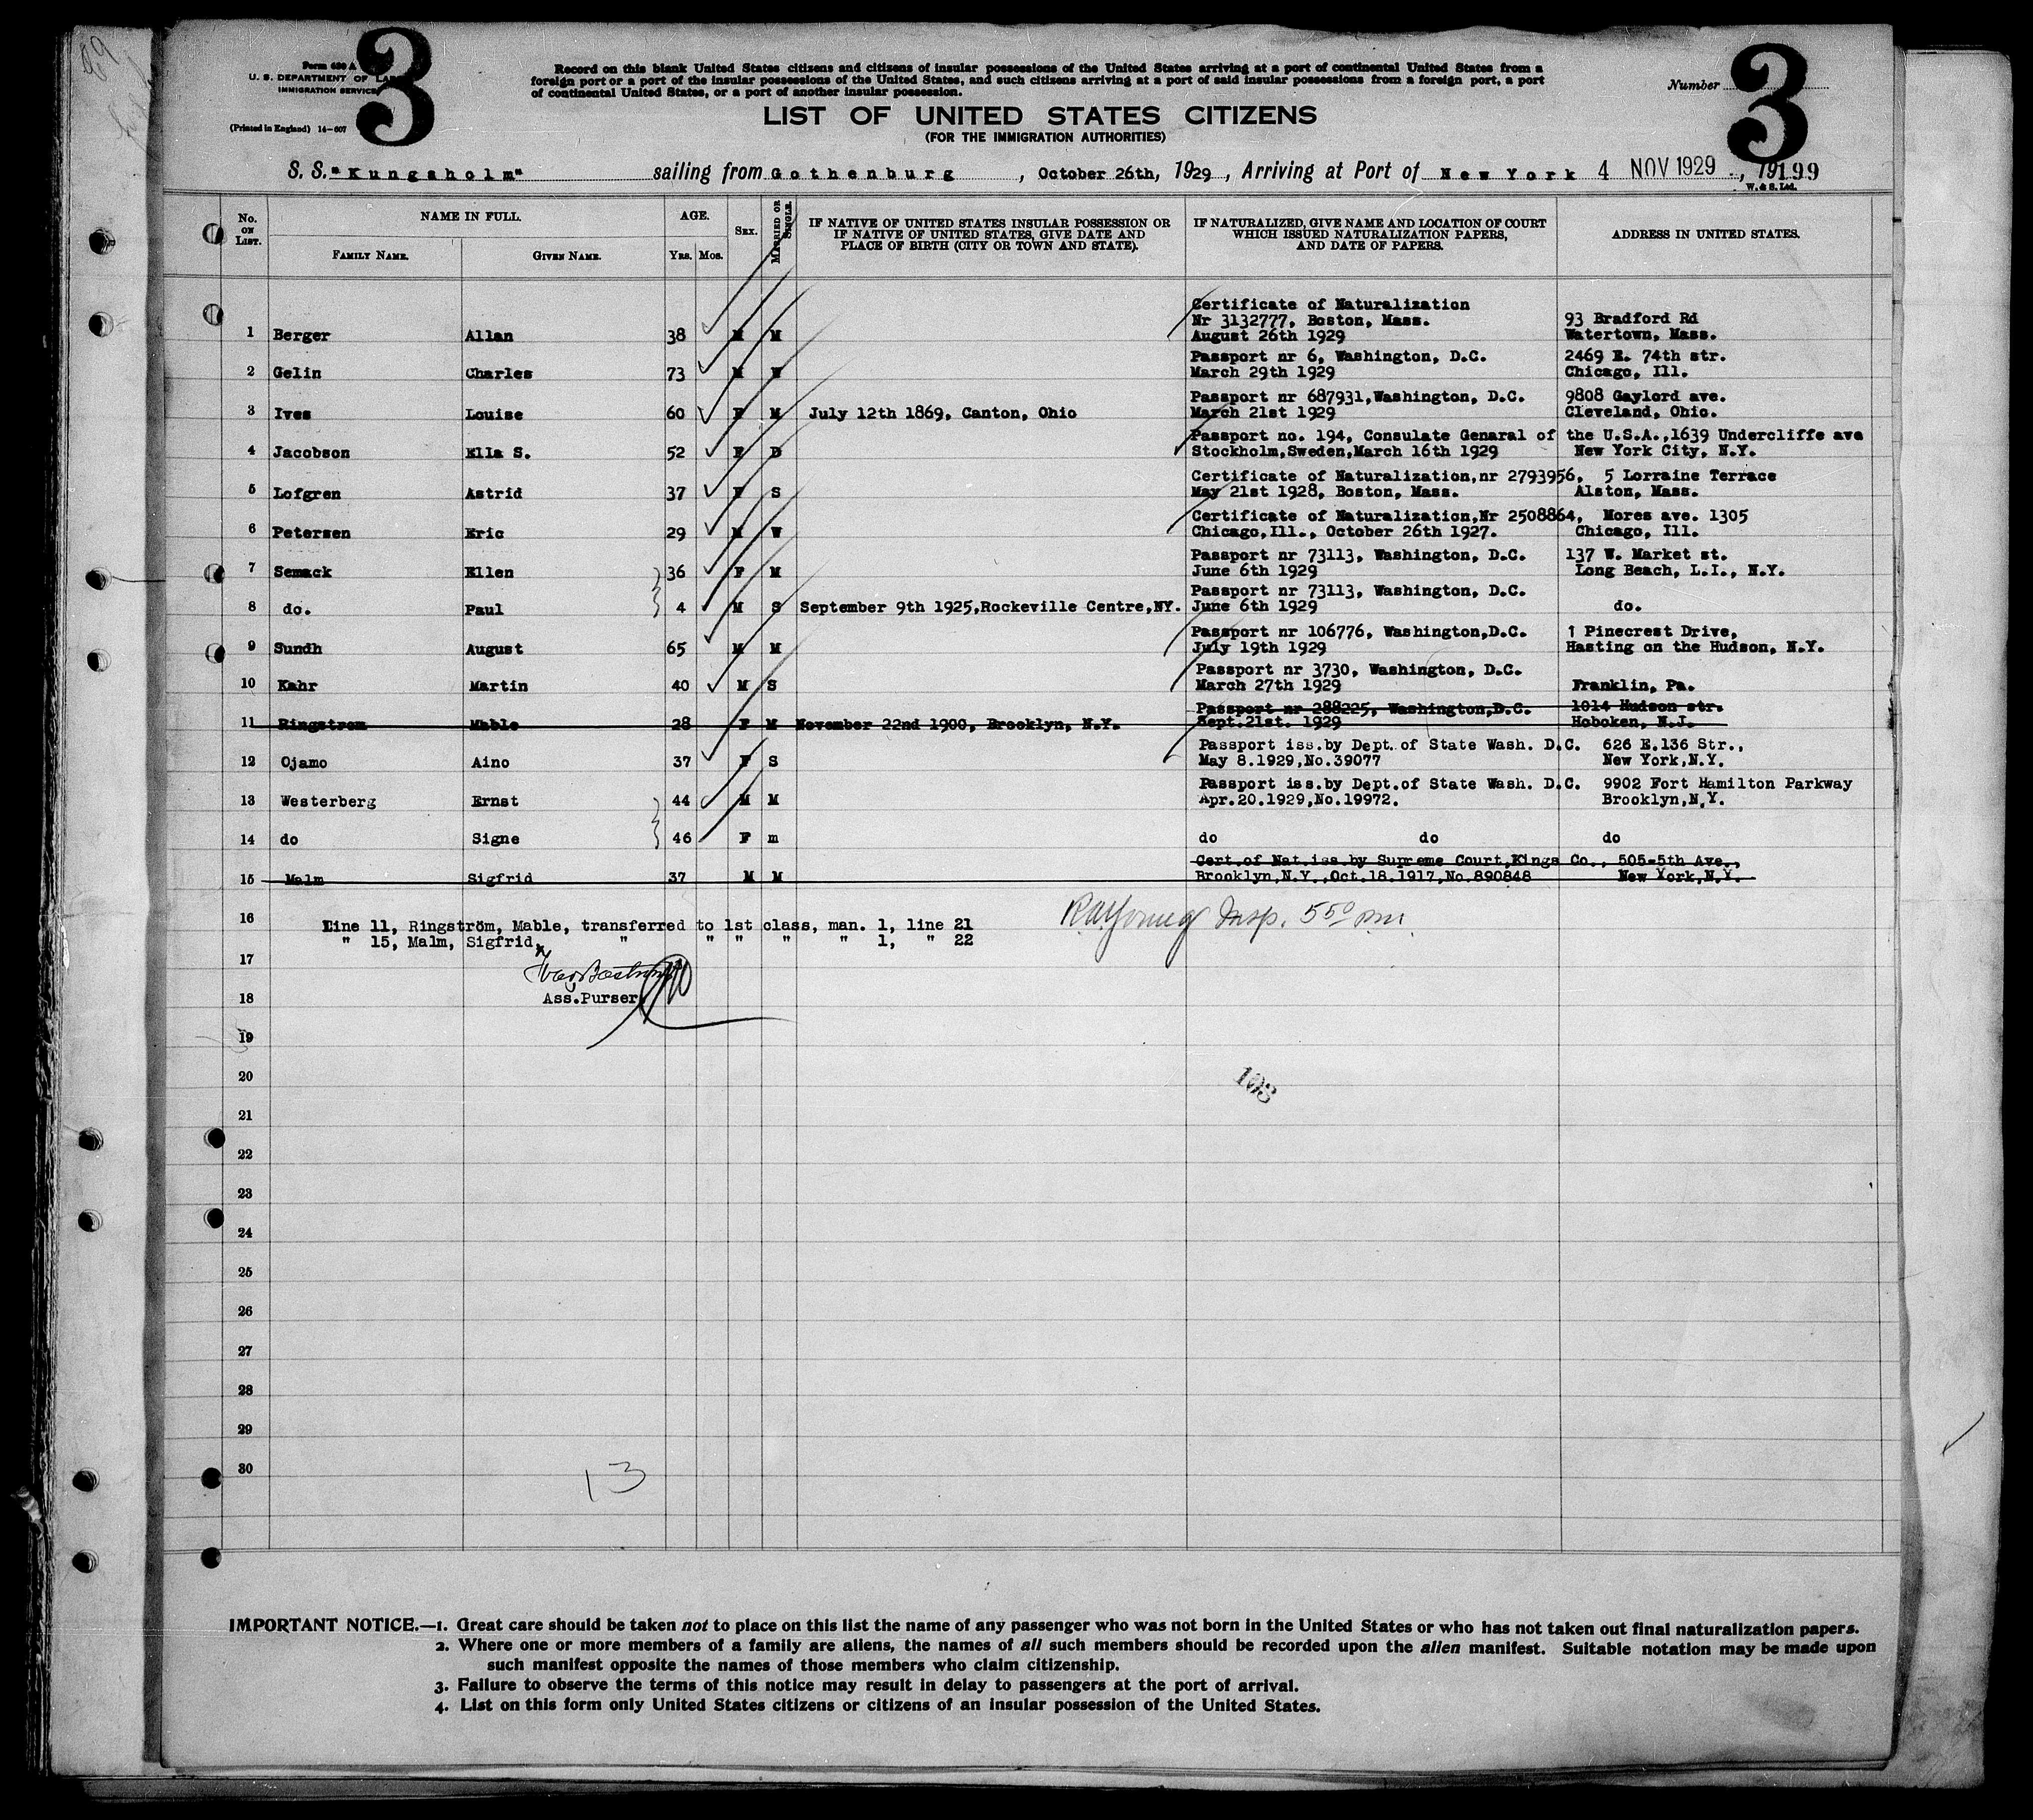 3
Form 630 A
U. S. DEPARTMENT OF LABOR
IMMIGRATION SERVICE
(Printed in England) 14-607
Record on this blank United States citizens and citizens of insular possessions of the United States arriving at a port of continental United States from a
foreign port or a port of the insular possessions of the United States, and such citizens arriving at a port of said insular possessions from a foreign port, a port
of continental United States, or a port of another insular possession.
Number 3
LIST OF UNITED STATES CITIZENS
(FOR THE IMMIGRATION AUTHORITIES)
S. S. "Kungsholm" sailing from Gothenburg, October 26th, 1929, Arriving at Port of New York 4 NOV 1929
W. & S. Ltd.
No. ON LIST. NAME IN FULL. AGE. SEX. MARRIED OR SINGLE. IF NATIVE OF UNITED STATES INSULAR POSSESSION OR IF NATIVE OF UNITED STATES, GIVE DATE AND PLACE OF BIRTH (CITY OR TOWN AND STATE). IF NATURALIZED, GIVE NAME AND LOCATION OF COURT WHICH ISSUED NATURALIZATION PAPERS, AND DATE OF PAPERS. ADDRESS IN UNITED STATES.
FAMILY NAME. GIVEN NAME. YRS. MOS.
Certificate of Naturalization
Nr 3132777, Boston, Mass. 93 Bradford Rd
1 Berger Allan 38 M M August 26th 1929 Watertown, Mass.
Passport nr 6, Washington, D.C. 2469 E. 74th str.
2 Gelin Charles 73 M W March 29th 1929 Chicago, Ill.
Passport nr 687931,Washington, D.C. 9808 Gaylord ave.
3 Ives Louise 60 F M July 12th 1869, Canton, Ohio March 21st 1929 Cleveland, Ohio.
Passport no. 194, Consulate Genaral of the U.S.A.,1639 Undercliffe ave
4 Jacobson Ella S. 52 F D Stockholm,Sweden,March 16th 1929 New York City, N.Y.
Certificate of Naturalization,nr 2793956, 5 Lorraine Terrace
5 Lofgren Astrid 37 F S May 21st 1928, Boston, Mass. Alston, Mass.
Certificate of Naturalization,Nr 2508864, Mores ave. 1305
6 Petersen Eric 29 M W Chicago,Ill., October 26th 1927. Chicago, Ill.
Passport nr 73113, Washington, D.C. 137 W. Market st.
7 Semack Ellen 36 F M June 6th 1929 Long Beach, L.I., N.Y.
Passport nr 73113, Washington, D.C.
8 do. Paul 4 M S September 9th 1925,Rockeville Centre,NY. June 6th 1929 do.
Passport nr 106776, Washington,D.C. 1 Pinecrest Drive,
9 Sundh August 65 M M July 19th 1929 Hasting on the Hudson, N.Y.
Passport nr 3730, Washington, D.C.
10 Kahr Martin 40 M S March 27th 1929 Franklin, Pa.
Passport nr 288225, Washington,D.C. 1014 Hudson str.
11 Ringstrom Mable 28 F M November 22nd 1900, Brooklyn, N.Y. Sept.21st. 1929 Hoboken, N.J.
Passport iss.by Dept.of State Wash. D.C. 626 E.136 Str.,
12 Ojamo Aino 37 F S May 8.1929,No.39077 New York,N.Y.
Passport iss.by Dept.of State Wash. D.C. 9902 Fort Hamilton Parkway
13 Westerberg Ernst 44 M M Apr.20.1929,No.19972. Brooklyn,N.Y.
14 do Signe 46 F m do do do
Cert.of Nat.iss.by Supreme Court,Kings Co., 505-5th Ave.,
15 Malm Sigfrid 37 M M Brooklyn,N.Y.,Oct.18.1917,No.890848 New York,N.Y.
16 Line 11, Ringström, Mable, transferred to 1st class, man. 1, line 21
" 15, Malm, Sigfrid, " " " " " 1, " 22
Insp. 5 50 pm.
17
18 Ass.Purser
19
20
103
21
22
23
24
25
26
27
28
29
30
13
IMPORTANT NOTICE.—1. Great care should be taken not to place on this list the name of any passenger who was not born in the United States or who has not taken out final naturalization papers.
2. Where one or more members of a family are aliens, the names of all such members should be recorded upon the alien manifest. Suitable notation may be made upon
such manifest opposite the names of those members who claim citizenship.
3. Failure to observe the terms of this notice may result in delay to passengers at the port of arrival.
4. List on this form only United States citizens or citizens of an insular possession of the United States.